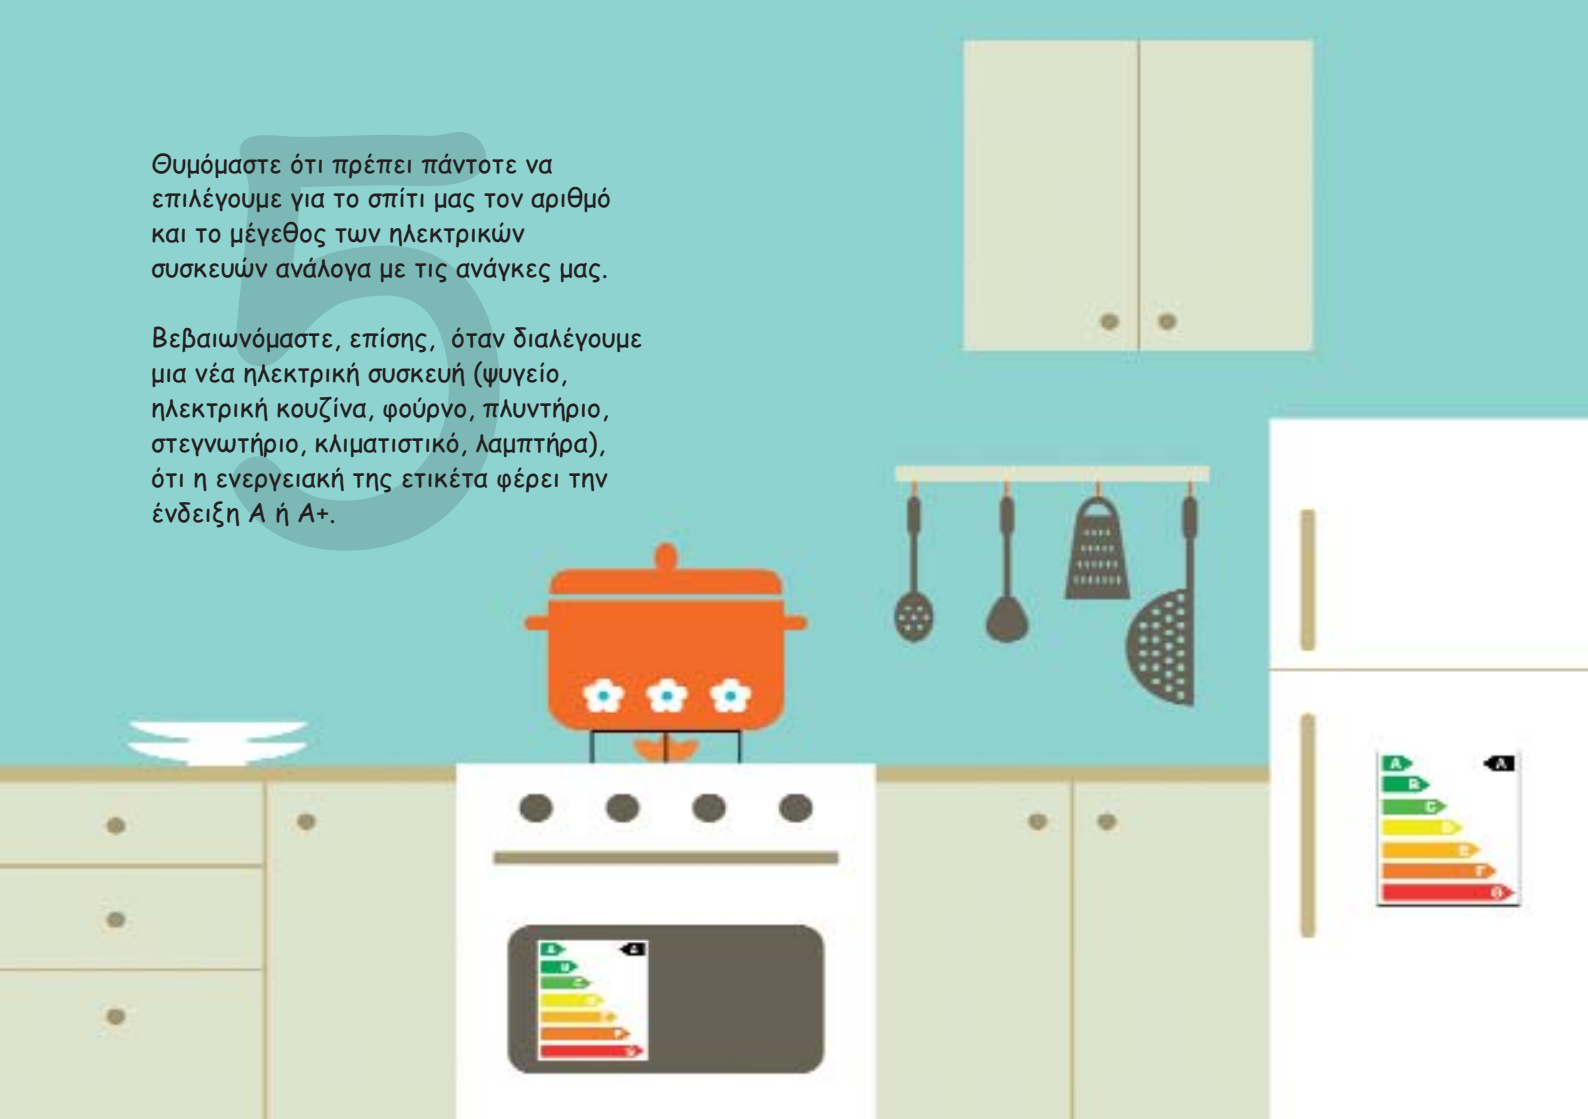 5
Θυμόμαστε ότι πρέπει πάντοτε να
επιλέγουμε για το σπίτι μας τον αριθμό
και το μέγεθος των ηλεκτρικών
συσκευών ανάλογα με τις ανάγκες μας.
Βεβαιωνόμαστε, επίσης, όταν διαλέγουμε
μια νέα ηλεκτρική συσκευή (ψυγείο,
ηλεκτρική κουζίνα, φούρνο, πλυντήριο,
στεγνωτήριο, κλιματιστικό, λαμπτήρα),
ότι η ενεργειακή της ετικέτα φέρει την
ένδειξη Α ή Α+.
A A
B
C
D
E
F
G